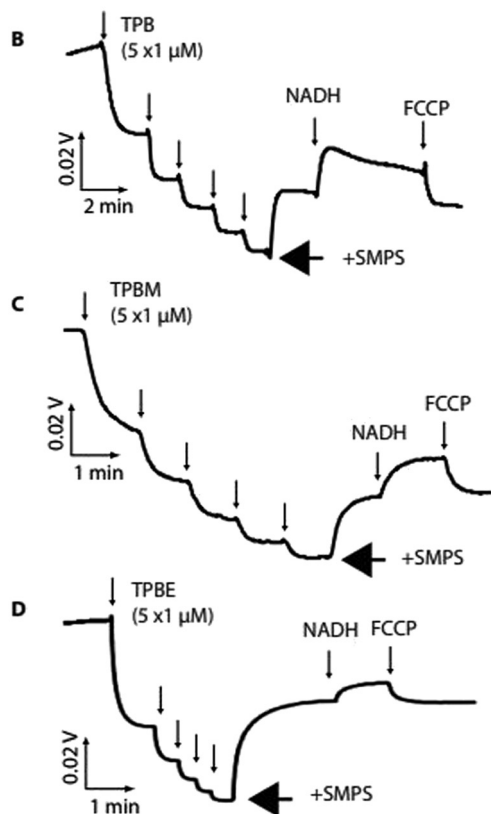 B
TPB
(5 x1 µM)
NADH
FCCP
0.02 V
2 min
+SMPS
C
TPBM
(5 x1 µM)
FCCP
NADH
0.02 V
1 min
+SMPS
D
TPBE
(5 x1 µM)
NADH FCCP
0.02 V
1 min
+SMPS